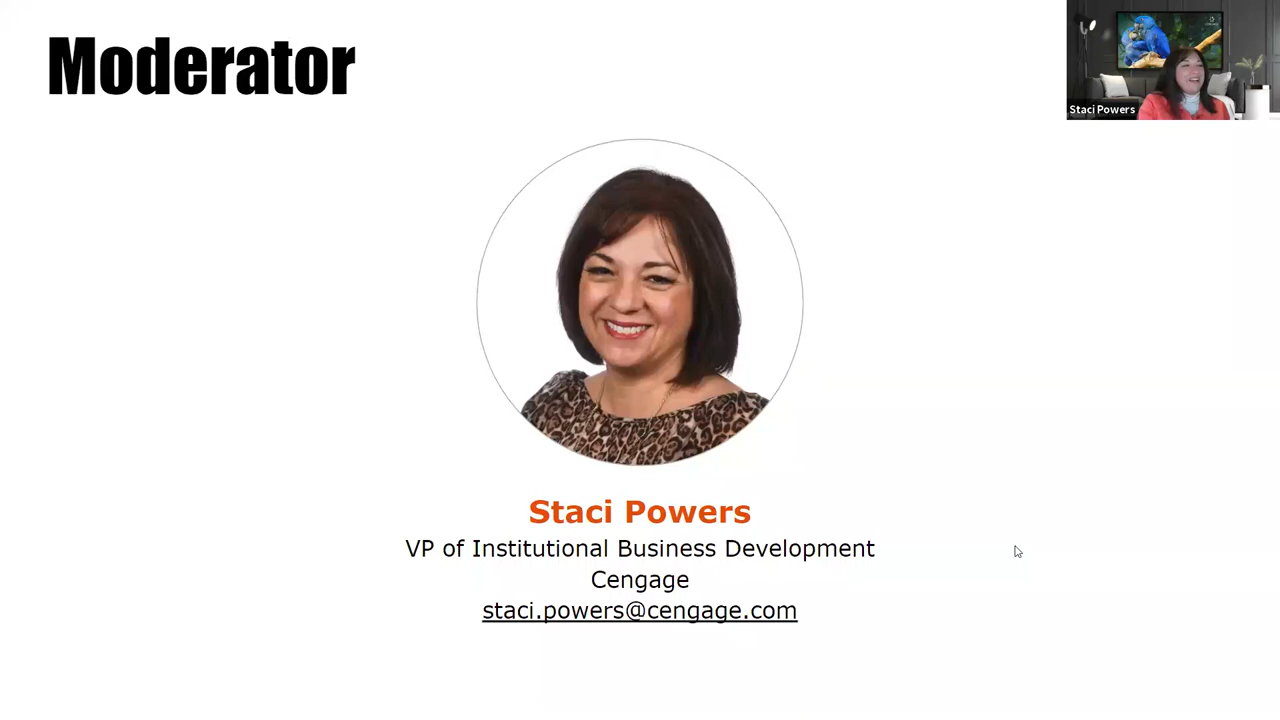 Moderator
Staci Powers
Staci Powers
VP of Institutional Business Development
Cengage
staci.powers@cengage.com